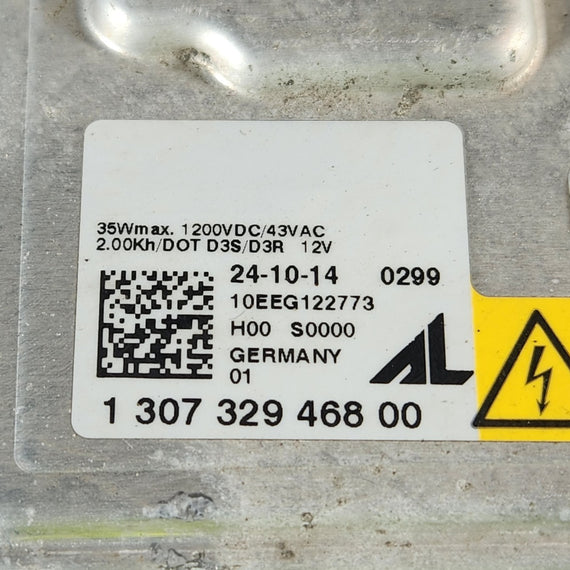 35Wmax. 1200VDC/43VAC
2.00Kh/DOT D3S/D3R 12V
24-10-14 0299
10EEG122773
H00 S0000
GERMANY
01
AL
1 307 329 468 00